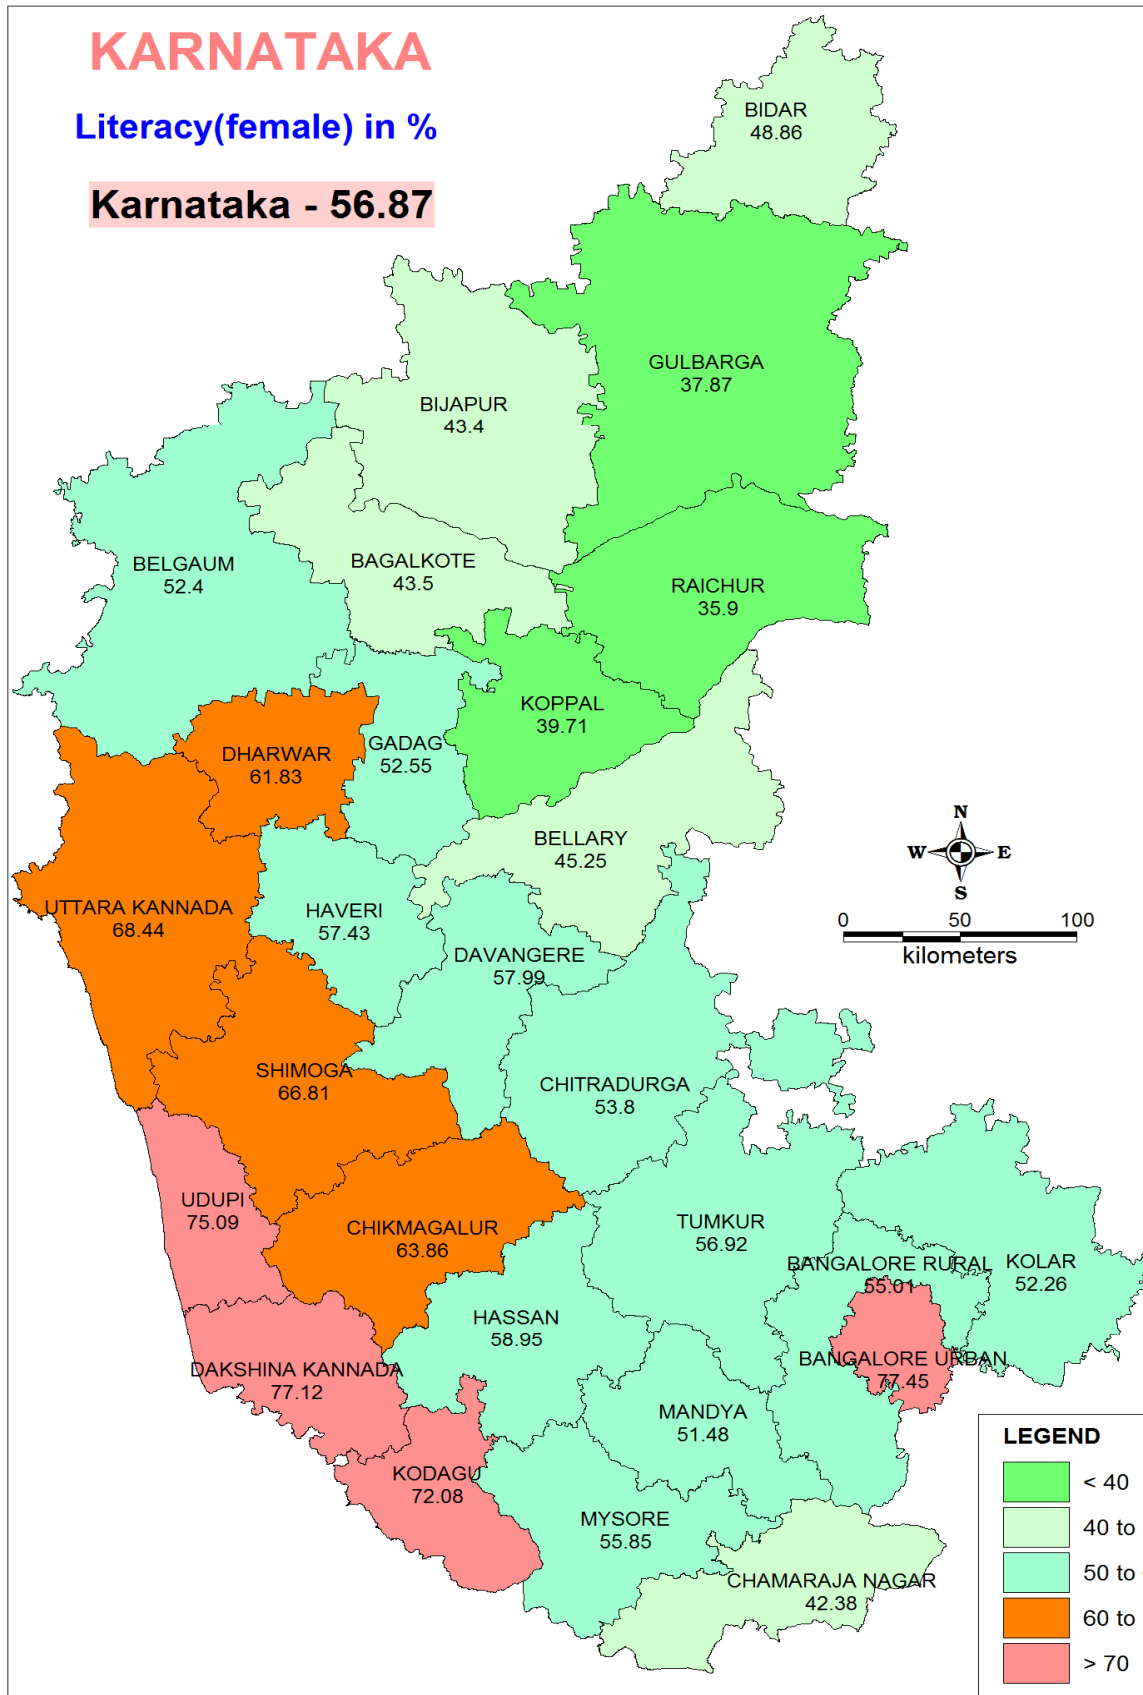 KARNATAKA
Literacy(female) in %
Karnataka - 56.87
BIDAR
48.86
GULBARGA
37.87
BIJAPUR
43.4
BELGAUM
52.4
BAGALKOTE
43.5
RAICHUR
35.9
KOPPAL
39.71
DHARWAR
61.83
GADAG
52.55
BELLARY
45.25
UTTARA KANNADA
68.44
HAVERI
57.43
DAVANGERE
57.99
N
W
E
S
0
50
100
kilometers
SHIMOGA
66.81
CHITRADURGA
53.8
UDUPI
75.09
CHIKMAGALUR
63.86
TUMKUR
56.92
BANGALORE RURAL
55.01
KOLAR
52.26
HASSAN
58.95
DAKSHINA KANNADA
77.12
BANGALORE URBAN
77.45
MANDYA
51.48
KODAGU
72.08
MYSORE
55.85
CHAMARAJA NAGAR
42.38
LEGEND
< 40
40 to
50 to
60 to
> 70